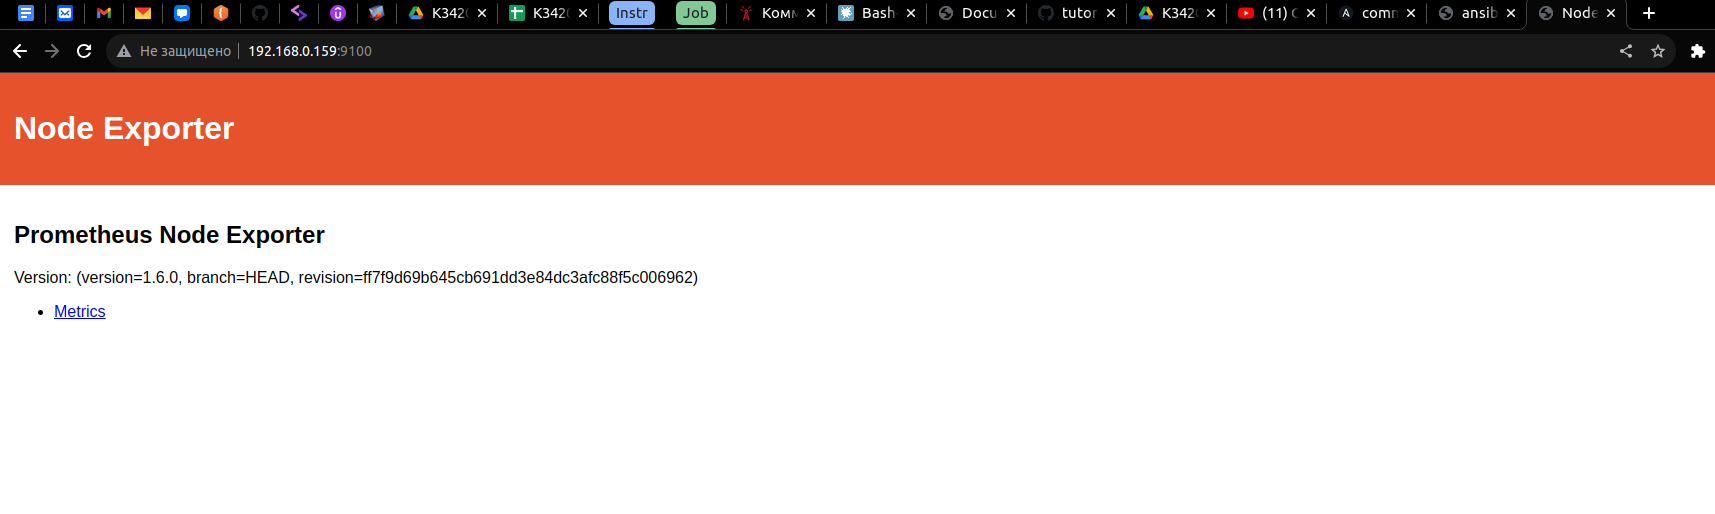 K342 K342 Instr Job Комм Bash- Docu tutor K342 (11) C comn ansib Node
Не защищено 192.168.0.159:9100
Node Exporter
Prometheus Node Exporter
Version: (version=1.6.0, branch=HEAD, revision=ff7f9d69b645cb691dd3e84dc3afc88f5c006962)
Metrics